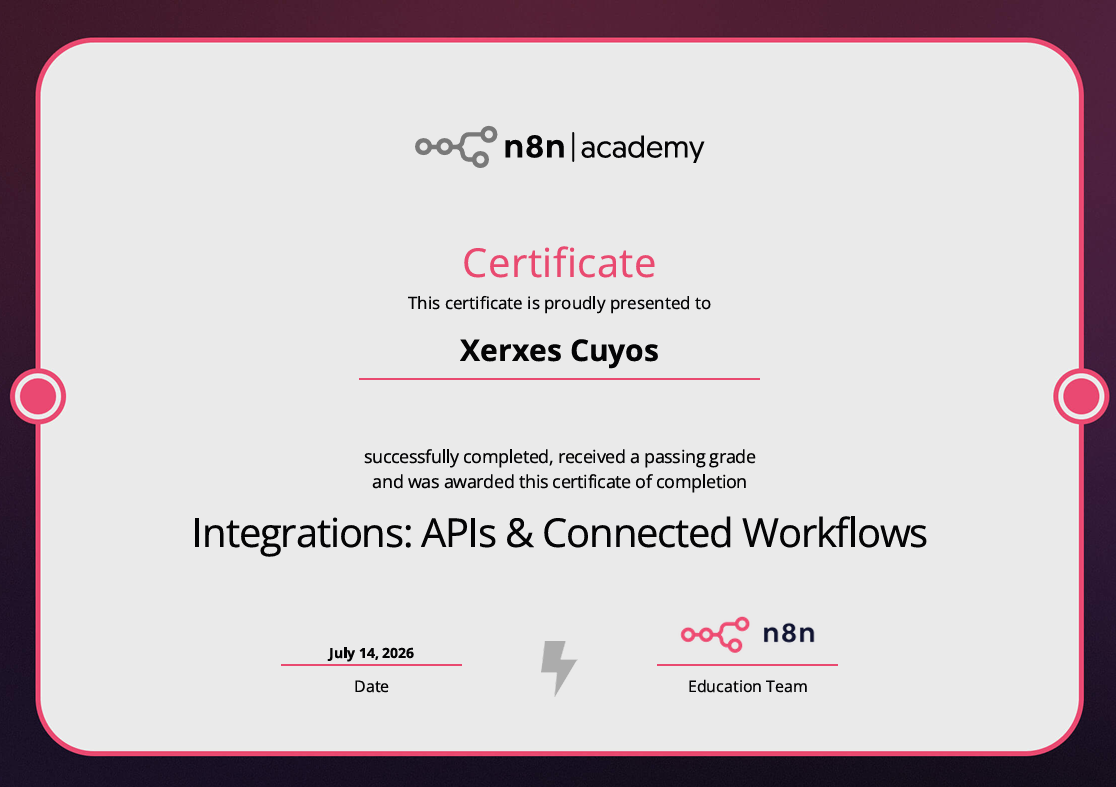 n8n | academy
Certificate
This certificate is proudly presented to
Xerxes Cuyos
successfully completed, received a passing grade
and was awarded this certificate of completion
Integrations: APIs & Connected Workflows
n8n
July 14, 2026
Date
Education Team